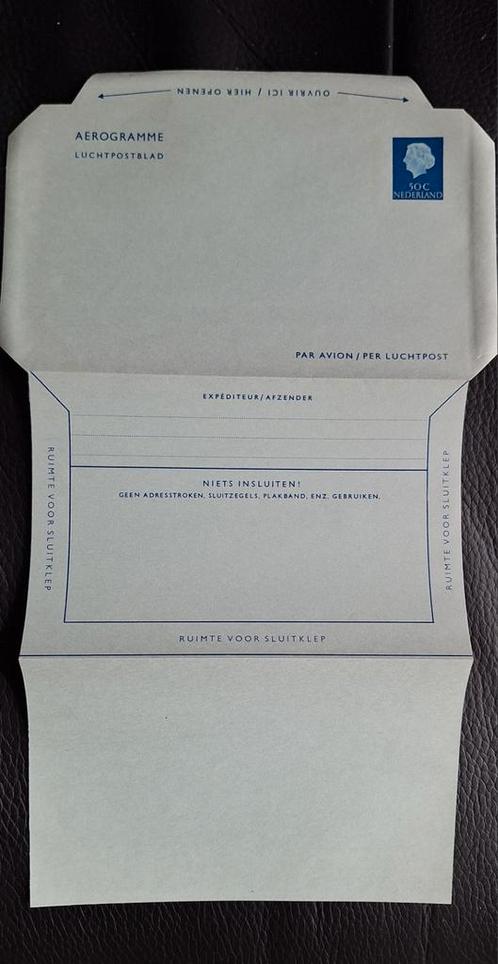 OUVRIR ICI / HIER OPENEN
AEROGRAMME
LUCHTPOSTBLAD
50 C
NEDERLAND
PAR AVION / PER LUCHTPOST
EXPÉDITEUR/AFZENDER
NIETS INSLUITEN!
GEEN ADRESSTROKEN, SLUITZEGELS, PLAKBAND, ENZ. GEBRUIKEN.
RUIMTE VOOR SLUITKLEP
RUIMTE VOOR SLUITKLEP
RUIMTE VOOR SLUITKLEP